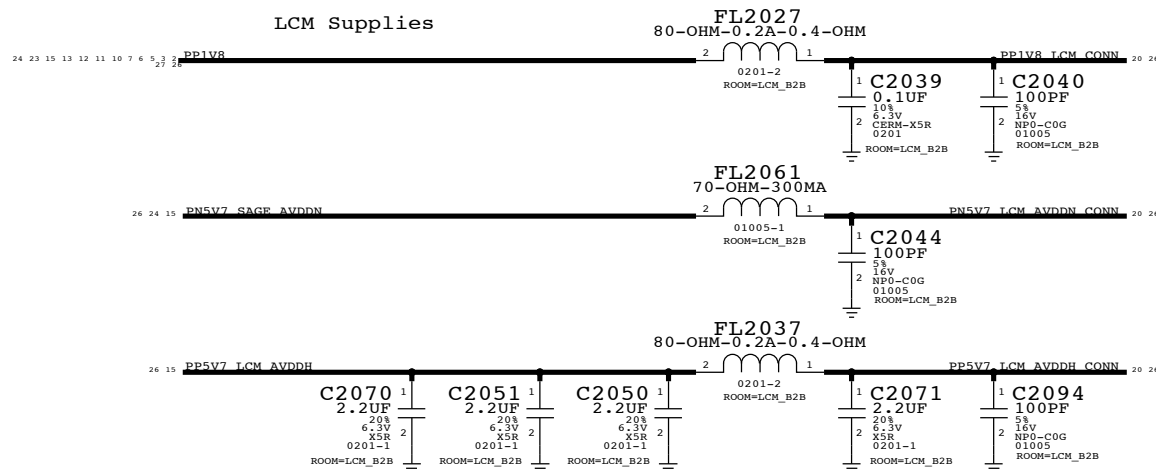 LCM Supplies
FL2027
80-OHM-0.2A-0.4-OHM
24 23 15 13 12 11 10 7 6 5 3 2
27 26
PP1V8
2 1
PP1V8_LCM_CONN
20 26
0201-2
ROOM=LCM_B2B
1 C2039
0.1UF
10%
6.3V
2 CERM-X5R
0201
ROOM=LCM_B2B
1 C2040
100PF
5%
16V
2 NP0-C0G
01005
ROOM=LCM_B2B
FL2061
70-OHM-300MA
26 24 15
PN5V7_SAGE_AVDDN
2 1
PN5V7_LCM_AVDDN_CONN
20 26
01005-1
ROOM=LCM_B2B
1 C2044
100PF
5%
16V
2 NP0-C0G
01005
ROOM=LCM_B2B
FL2037
80-OHM-0.2A-0.4-OHM
26 15
PP5V7_LCM_AVDDH
2 1
PP5V7_LCM_AVDDH_CONN
20 26
0201-2
ROOM=LCM_B2B
C2070 1
2.2UF
20%
6.3V
X5R 2
0201-1
ROOM=LCM_B2B
C2051 1
2.2UF
20%
6.3V
X5R 2
0201-1
ROOM=LCM_B2B
C2050 1
2.2UF
20%
6.3V
X5R 2
0201-1
ROOM=LCM_B2B
1 C2071
2.2UF
20%
6.3V
2 X5R
0201-1
ROOM=LCM_B2B
1 C2094
100PF
5%
16V
2 NP0-C0G
01005
ROOM=LCM_B2B